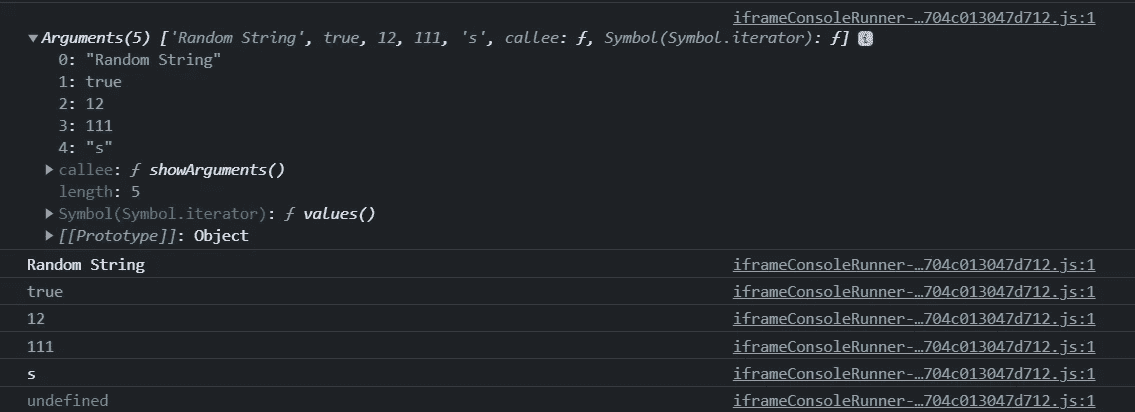 iframeConsoleRunner-…704c013047d712.js:1
▼Arguments(5) ['Random String', true, 12, 111, 's', callee: ƒ, Symbol(Symbol.iterator): ƒ] i
0: "Random String"
1: true
2: 12
3: 111
4: "s"
▶ callee: ƒ showArguments()
length: 5
▶ Symbol(Symbol.iterator): ƒ values()
▶ [[Prototype]]: Object
Random String iframeConsoleRunner-…704c013047d712.js:1
true iframeConsoleRunner-…704c013047d712.js:1
12 iframeConsoleRunner-…704c013047d712.js:1
111 iframeConsoleRunner-…704c013047d712.js:1
s iframeConsoleRunner-…704c013047d712.js:1
undefined iframeConsoleRunner-…704c013047d712.js:1